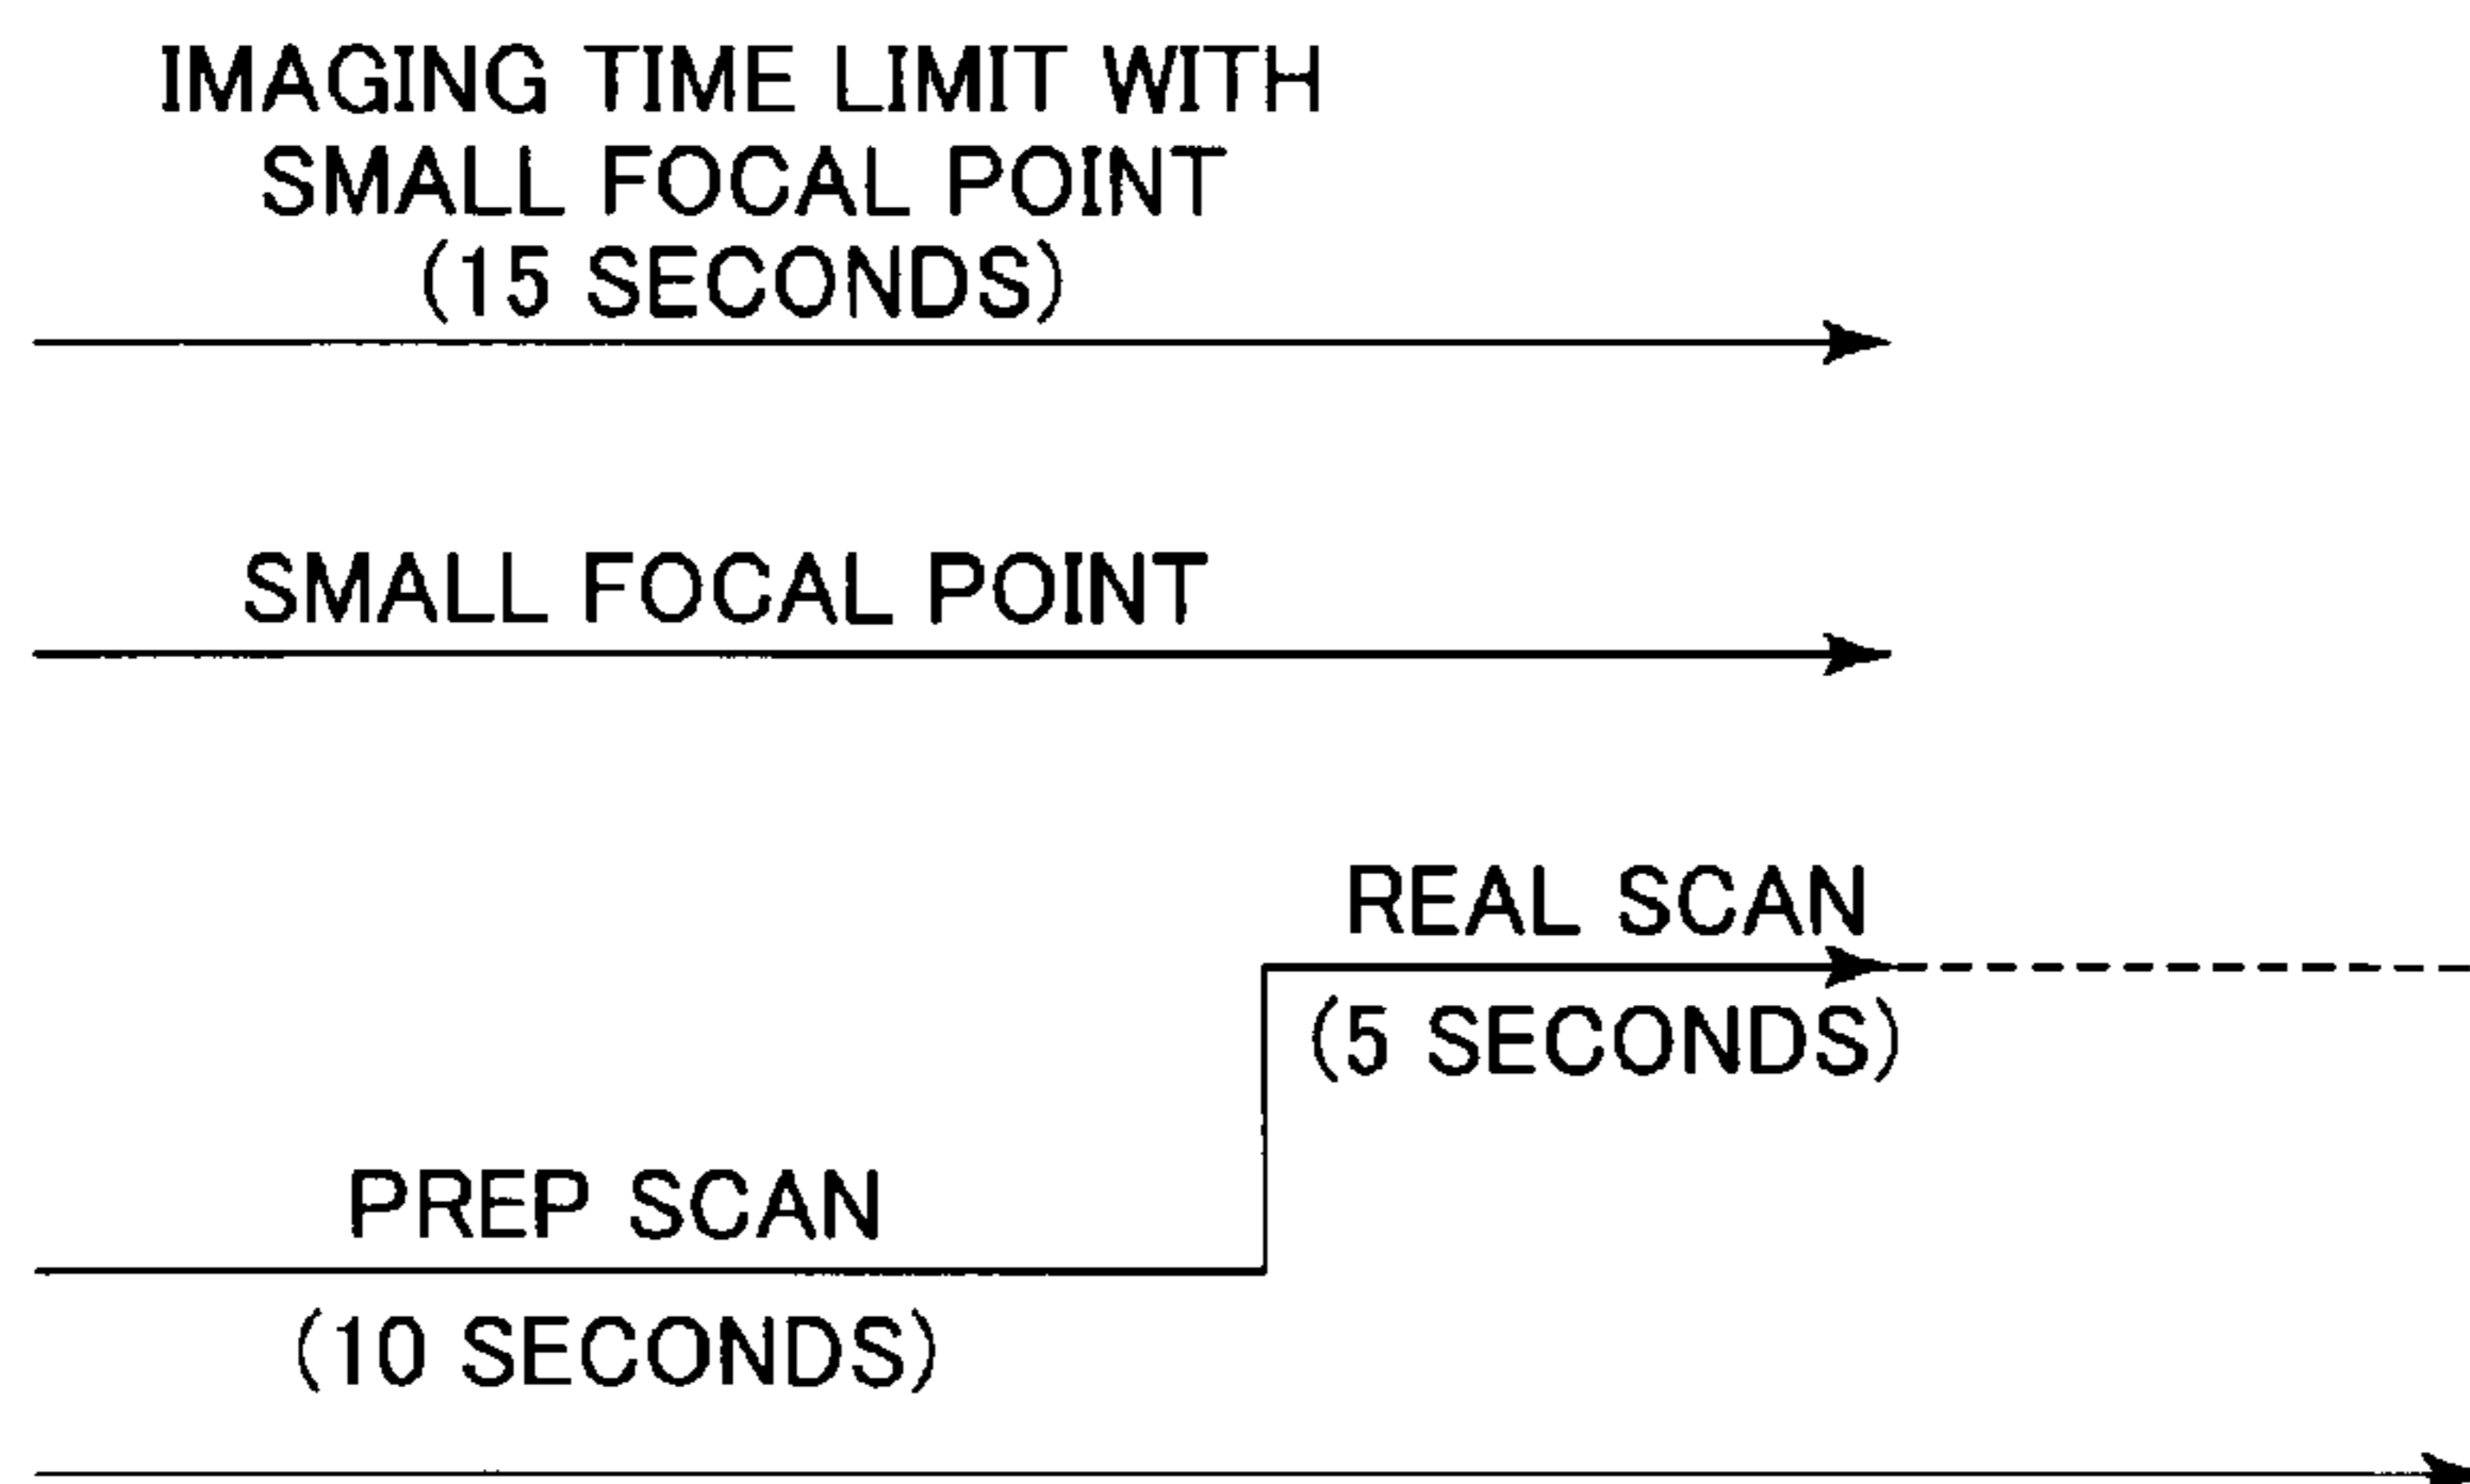 IMAGING TIME LIMIT WITH
SMALL FOCAL POINT
(15 SECONDS)
SMALL FOCAL POINT
REAL SCAN
(5 SECONDS)
PREP SCAN
(10 SECONDS)